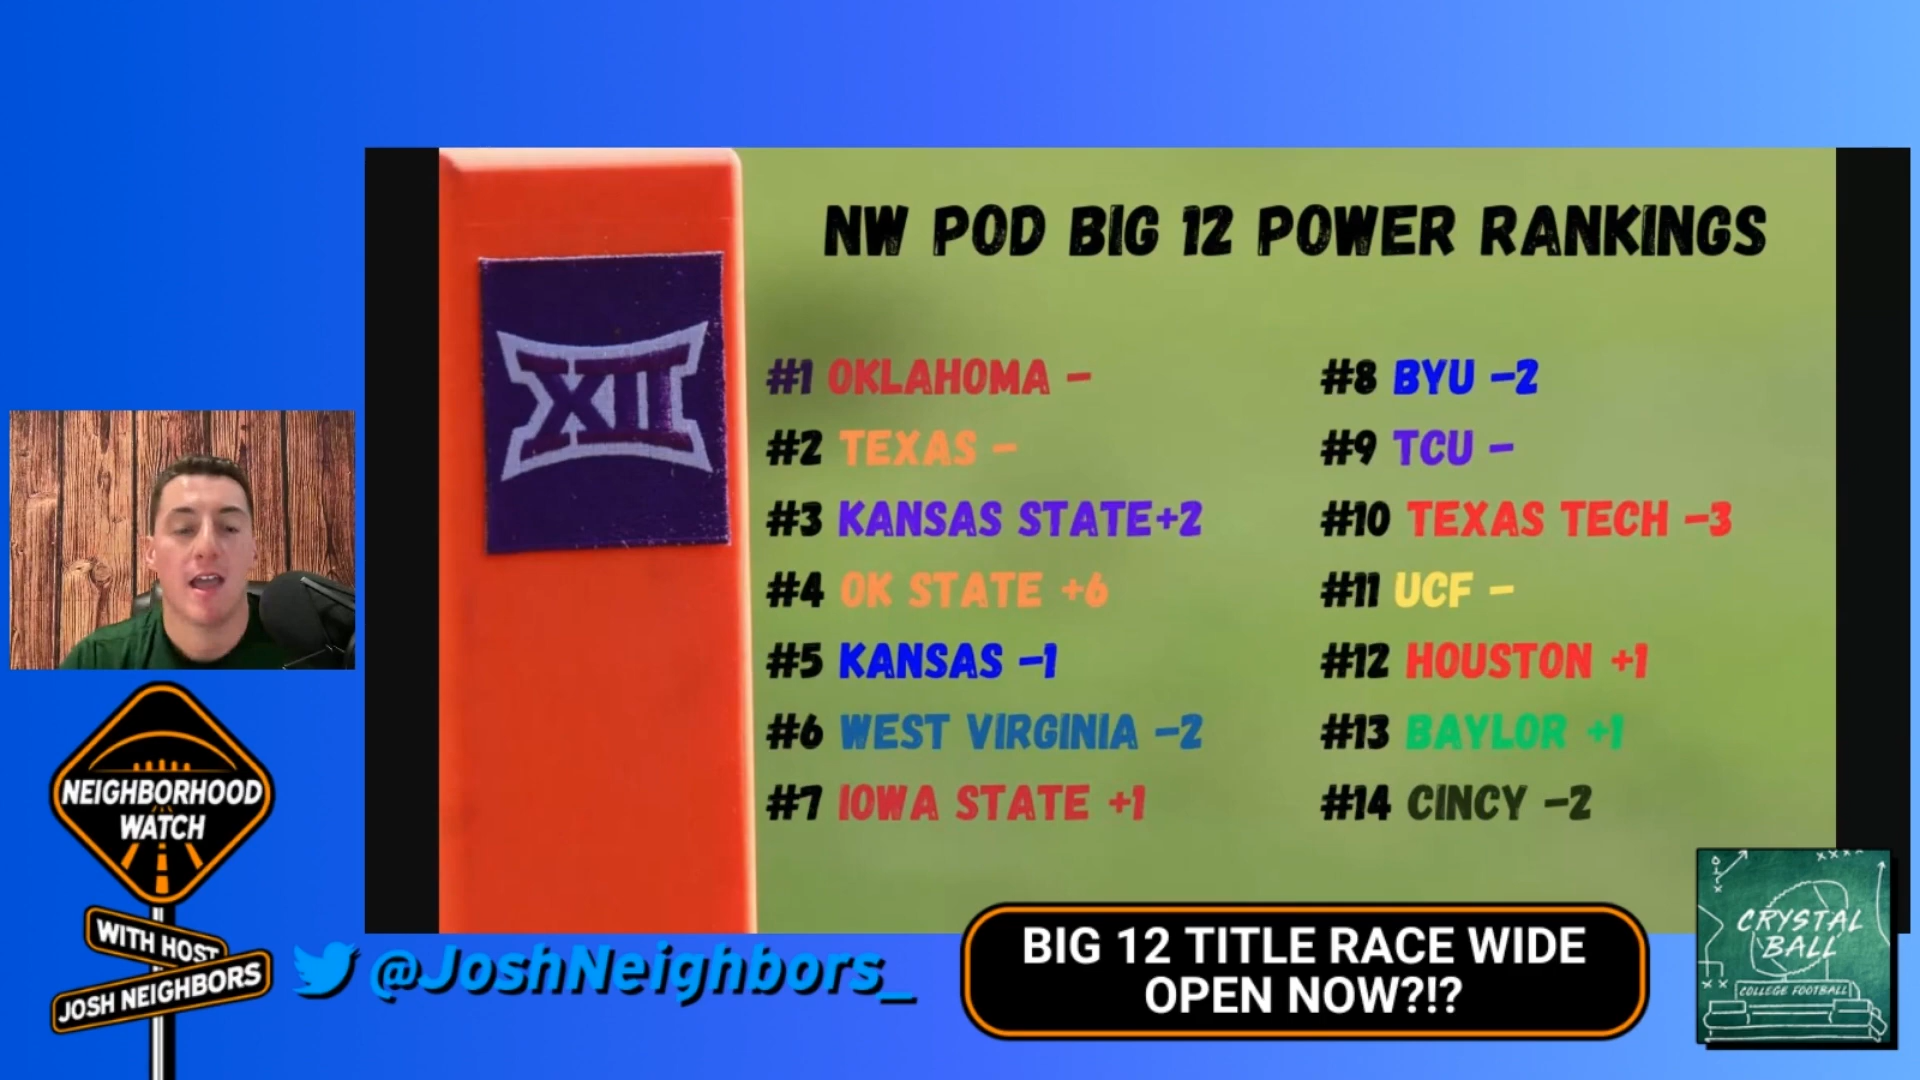 NW POD BIG 12 POWER RANKINGS
XII
#1 OKLAHOMA -
#2 TEXAS -
#3 KANSAS STATE+2
#4 OK STATE +6
#5 KANSAS -1
#6 WEST VIRGINIA -2
#7 IOWA STATE +1
#8 BYU -2
#9 TCU -
#10 TEXAS TECH -3
#11 UCF -
#12 HOUSTON +1
#13 BAYLOR +1
#14 CINCY -2
NEIGHBORHOOD
WATCH
WITH HOST
JOSH NEIGHBORS
@JoshNeighbors_
BIG 12 TITLE RACE WIDE
OPEN NOW?!?
CRYSTAL
BALL
COLLEGE FOOTBALL